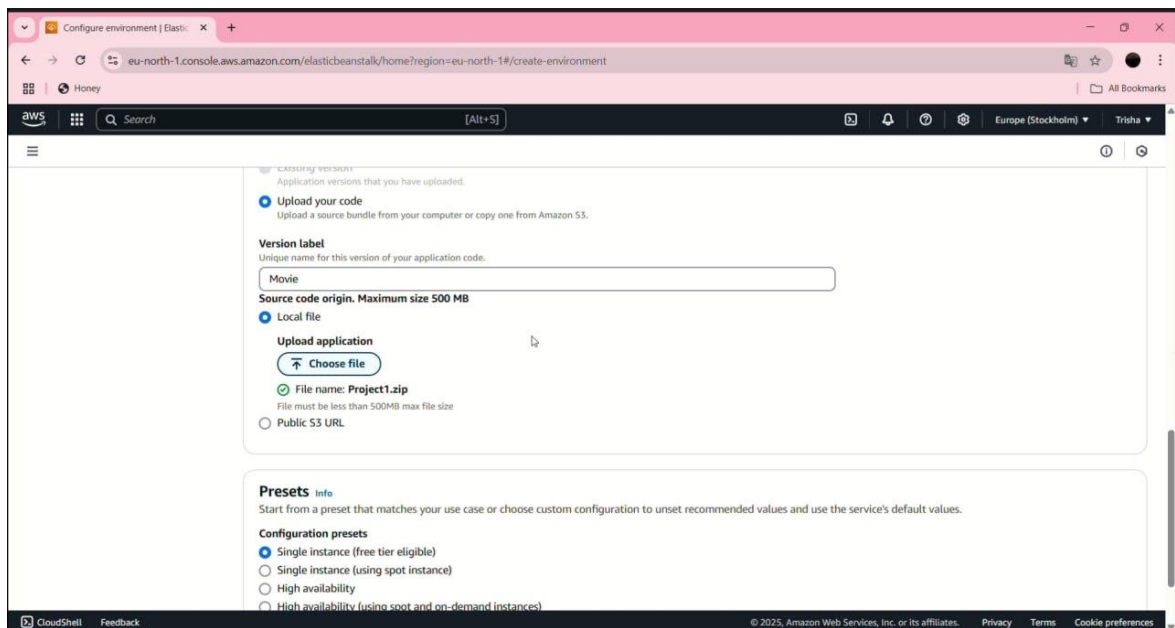 Configure environment | Elastic
eu-north-1.console.aws.amazon.com/elasticbeanstalk/home?region=eu-north-1#/create-environment
Honey
All Bookmarks
aws
Search
[Alt+S]
Europe (Stockholm)
Trisha
Existing version
Application versions that you have uploaded.
Upload your code
Upload a source bundle from your computer or copy one from Amazon S3.
Version label
Unique name for this version of your application code.
Movie
Source code origin. Maximum size 500 MB
Local file
Upload application
Choose file
File name: Project1.zip
File must be less than 500MB max file size
Public S3 URL
Presets Info
Start from a preset that matches your use case or choose custom configuration to unset recommended values and use the service's default values.
Configuration presets
Single instance (free tier eligible)
Single instance (using spot instance)
High availability
High availability (using spot and on-demand instances)
CloudShell Feedback
© 2025, Amazon Web Services, Inc. or its affiliates. Privacy Terms Cookie preferences